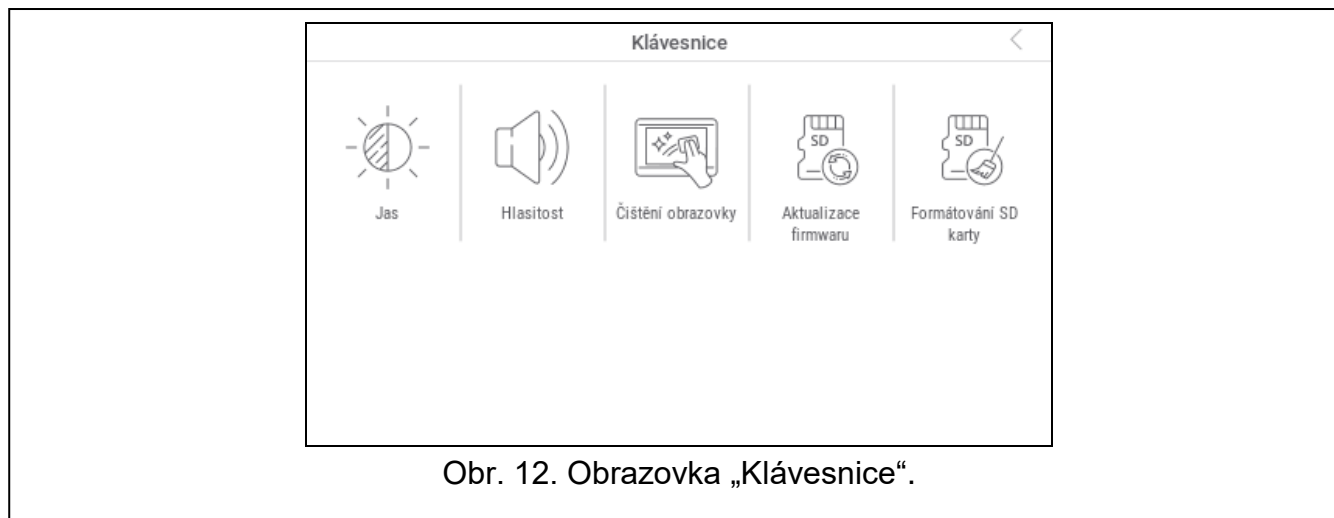 Klávesnice
SD
SD
Jas
Hlasitost
Čištění obrazovky
Aktualizace
firmwaru
Formátování SD
karty
Obr. 12. Obrazovka „Klávesnice“.